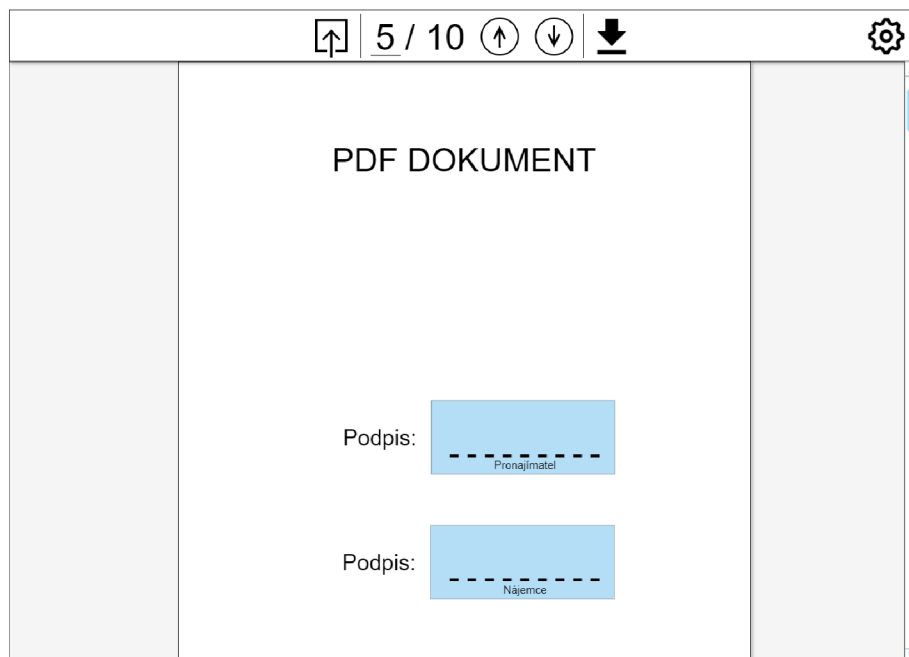 5 / 10
PDF DOKUMENT
Podpis:
Pronajímatel
Podpis:
Nájemce